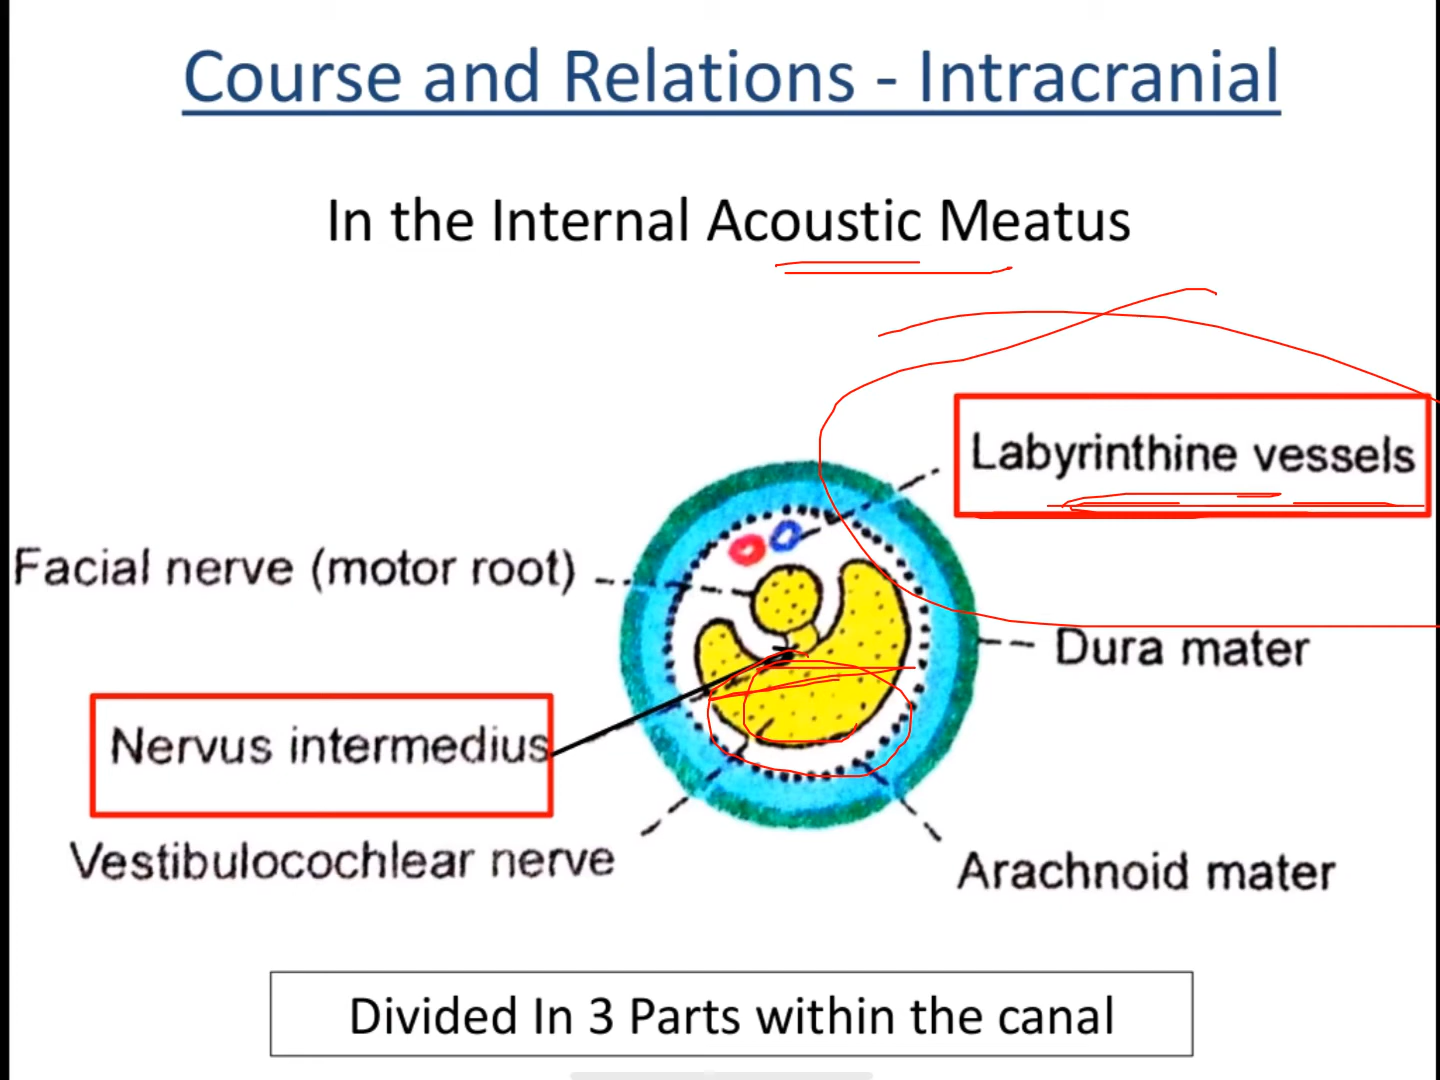 Course and Relations - Intracranial
In the Internal Acoustic Meatus
Labyrinthine vessels
Facial nerve (motor root)
Dura mater
Nervus intermedius
Vestibulocochlear nerve
Arachnoid mater
Divided In 3 Parts within the canal